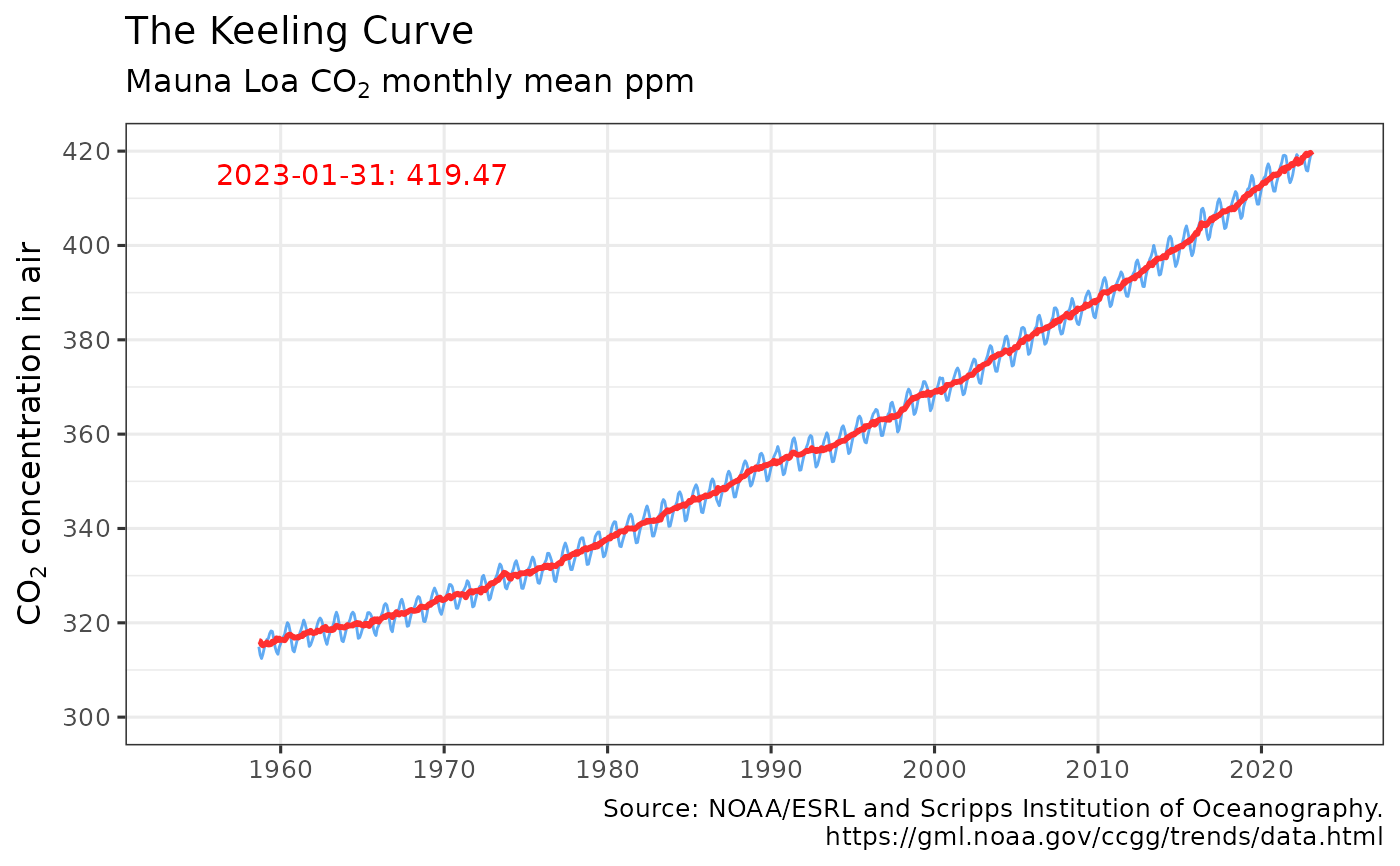 The Keeling Curve
Mauna Loa CO₂ monthly mean ppm
CO₂ concentration in air
420
400
380
360
340
320
300
2023-01-31: 419.47
1960 1970 1980 1990 2000 2010 2020
Source: NOAA/ESRL and Scripps Institution of Oceanography.
https://gml.noaa.gov/ccgg/trends/data.html